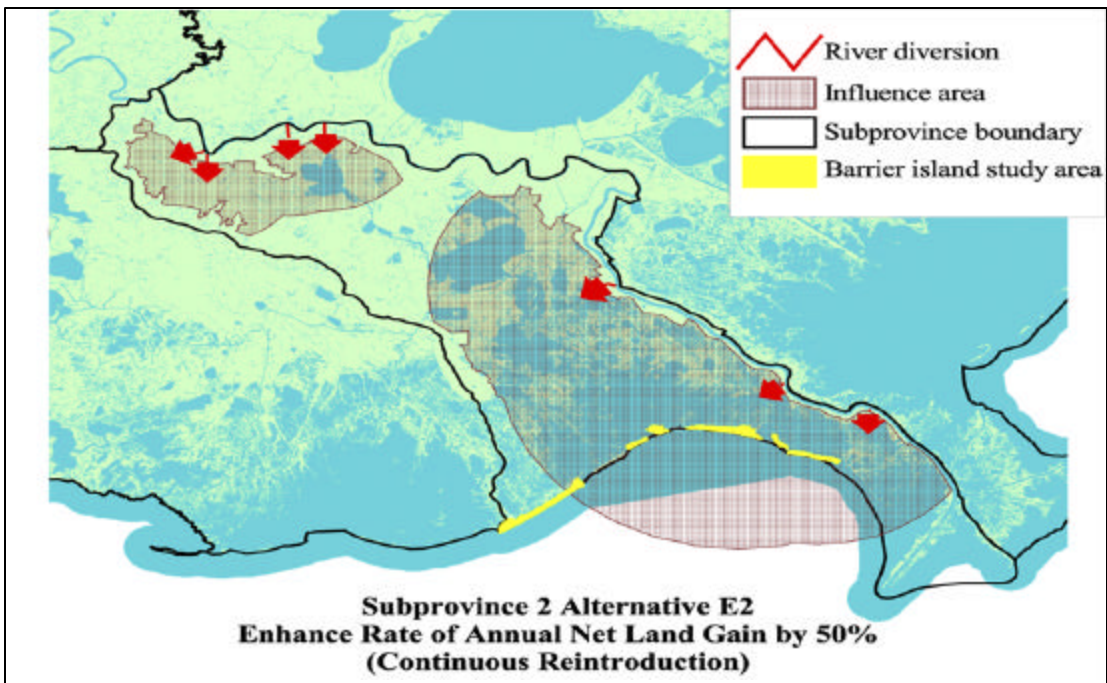 River diversion
Influence area
Subprovince boundary
Barrier island study area
Subprovince 2 Alternative E2
Enhance Rate of Annual Net Land Gain by 50%
(Continuous Reintroduction)